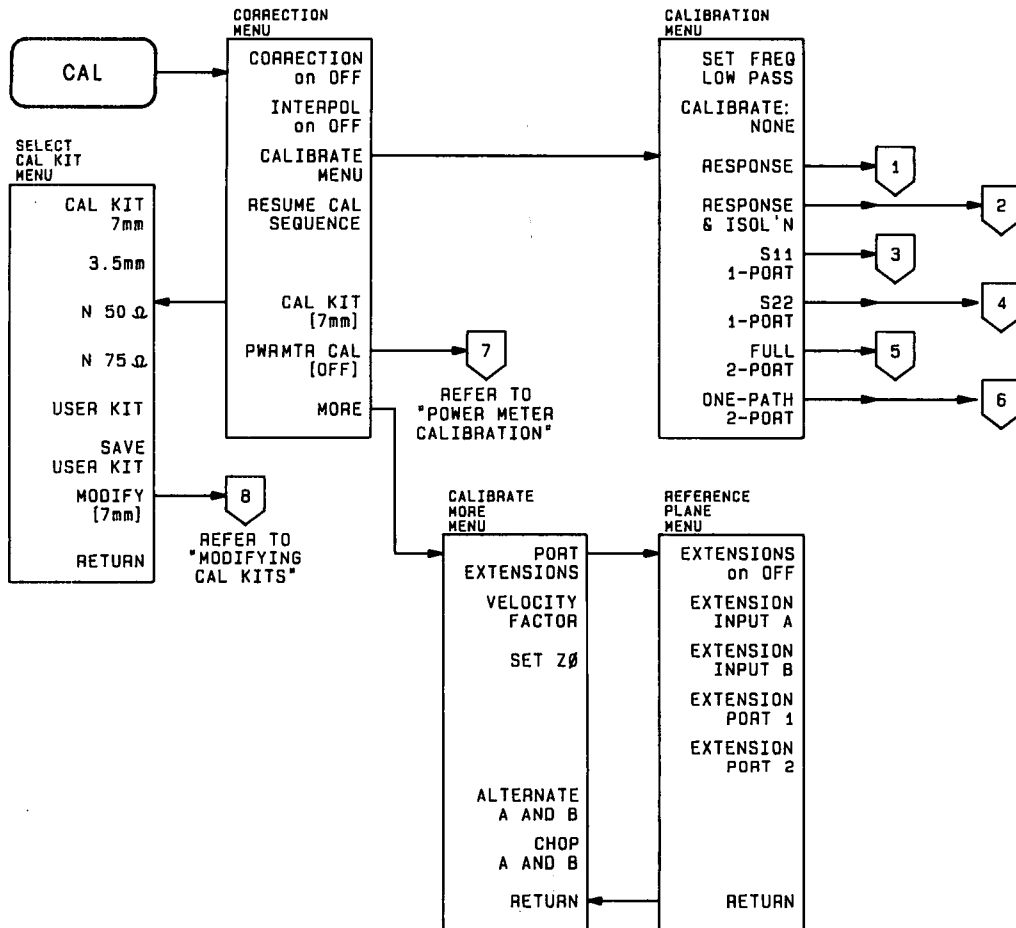 CORRECTION
MENU
CAL
CORRECTION
on OFF
INTERPOL
on OFF
CALIBRATE
MENU
RESUME CAL
SEQUENCE
CAL KIT
[7mm]
PWRMTR CAL
[OFF]
MORE
7
REFER TO
"POWER METER
CALIBRATION"
CALIBRATION
MENU
SET FREQ
LOW PASS
CALIBRATE:
NONE
RESPONSE
1
RESPONSE
& ISOL'N
2
S11
1-PORT
3
S22
1-PORT
4
FULL
2-PORT
5
ONE-PATH
2-PORT
6
SELECT
CAL KIT
MENU
CAL KIT
7mm
3.5mm
N 50 Ω
N 75 Ω
USER KIT
SAVE
USER KIT
MODIFY
[7mm]
RETURN
8
REFER TO
"MODIFYING
CAL KITS"
CALIBRATE
MORE
MENU
PORT
EXTENSIONS
VELOCITY
FACTOR
SET ZØ
ALTERNATE
A AND B
CHOP
A AND B
RETURN
REFERENCE
PLANE
MENU
EXTENSIONS
on OFF
EXTENSION
INPUT A
EXTENSION
INPUT B
EXTENSION
PORT 1
EXTENSION
PORT 2
RETURN